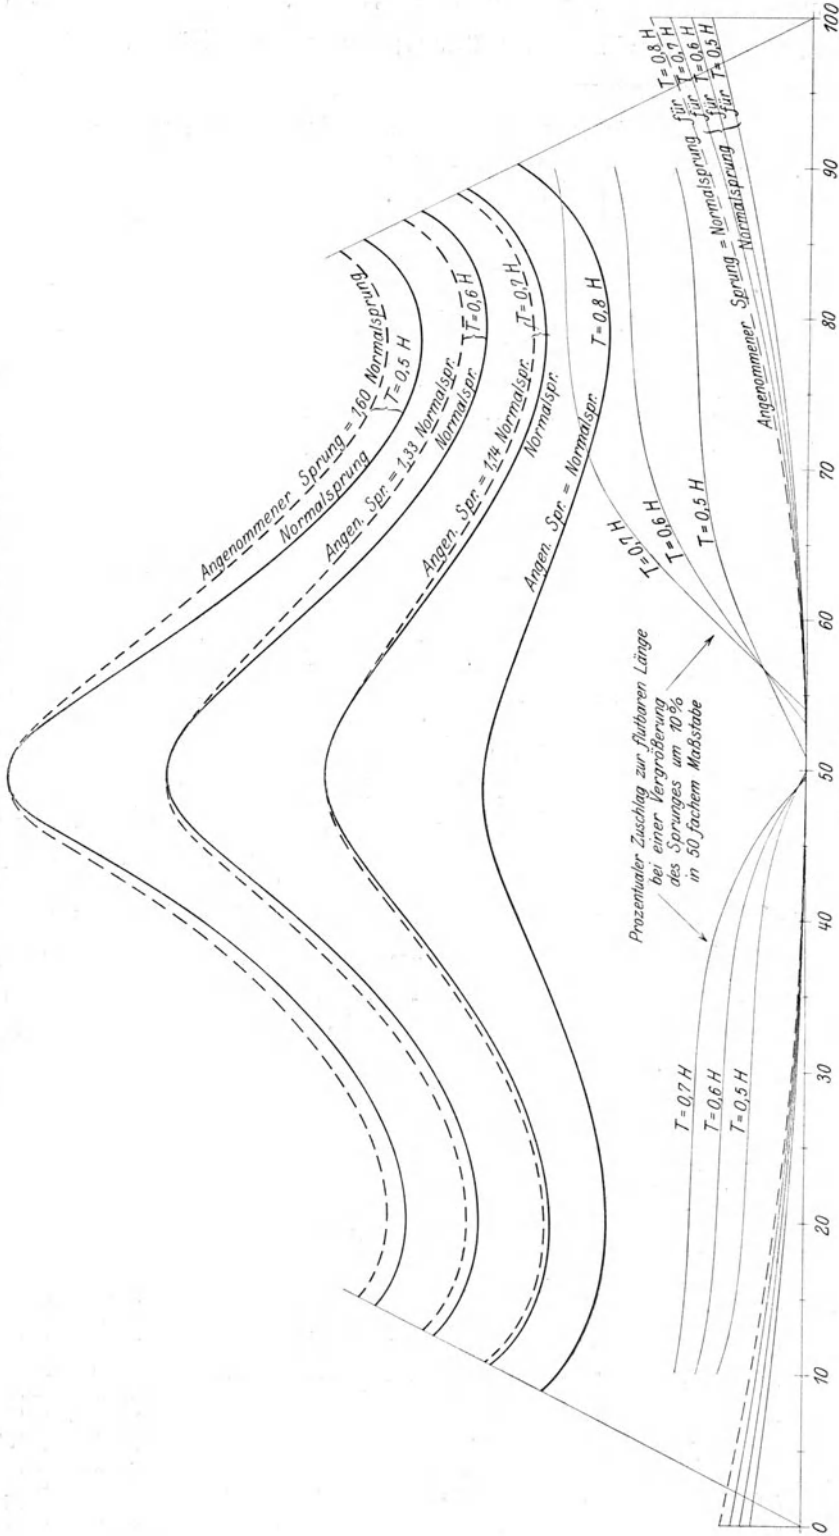 Angenommener Sprung = 1,60 Normalsprung
Normalsprung
T=0,5 H
Angen. Spr. = 1,33 Normalspr.
Normalspr.
T=0,6 H
Angen. Spr. = 1,14 Normalspr.
Normalspr.
T=0,7 H
Angen. Spr. = Normalspr.
T=0,8 H
T=0,7 H
T=0,6 H
T=0,5 H
Prozentualer Zuschlag zur flutbaren Länge
bei einer Vergrößerung
des Sprunges um 10%
in 50 fachem Maßstabe
T=0,7 H
T=0,6 H
T=0,5 H
Angenommener Sprung = Normalsprung für T=0,8 H
Normalsprung
für T=0,7 H
für T=0,6 H
für T=0,5 H
0 10 20 30 40 50 60 70 80 90 100